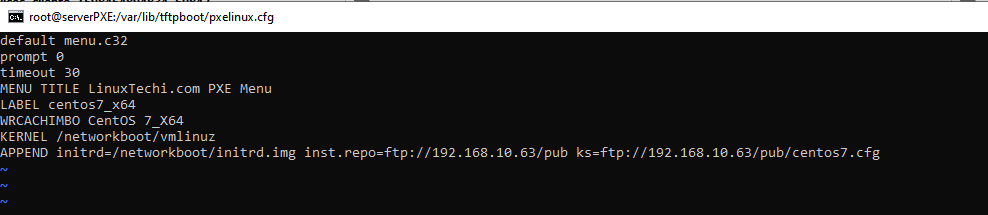 root@serverPXE:/var/lib/tftpboot/pxelinux.cfg
default menu.c32
prompt 0
timeout 30
MENU TITLE LinuxTechi.com PXE Menu
LABEL centos7_x64
WRCACHIMBO CentOS 7_X64
KERNEL /networkboot/vmlinuz
APPEND initrd=/networkboot/initrd.img inst.repo=ftp://192.168.10.63/pub ks=ftp://192.168.10.63/pub/centos7.cfg
~
~
~